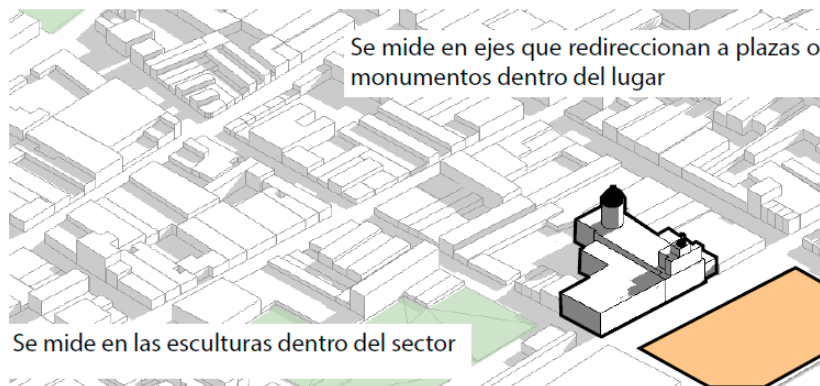 Se mide en ejes que redireccionan a plazas o
monumentos dentro del lugar
Se mide en las esculturas dentro del sector